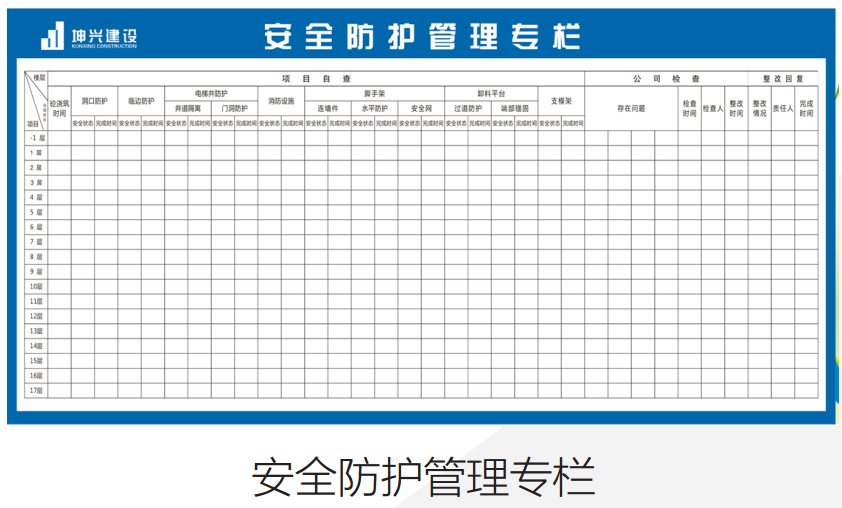 坤兴建设
KUNXING CONSTRUCTION
安全防护管理专栏
楼层 项目自查 公司检查 整改回复
项目
砼浇筑时间 洞口防护 临边防护 电梯井防护 消防设施 脚手架 卸料平台 支模架 存在问题 检查时间 检查人 整改时间 整改情况 责任人 完成时间
井道隔离 门洞防护 连墙件 水平防护 安全网 过道防护 端部锚固
安全状态 完成时间 安全状态 完成时间 安全状态 完成时间 安全状态 完成时间 安全状态 完成时间 安全状态 完成时间 安全状态 完成时间 安全状态 完成时间 安全状态 完成时间 安全状态 完成时间 安全状态 完成时间
-1 层
1 层
2 层
3 层
4 层
5 层
6 层
7 层
8 层
9 层
10层
11层
12层
13层
14层
15层
16层
17层
安全防护管理专栏